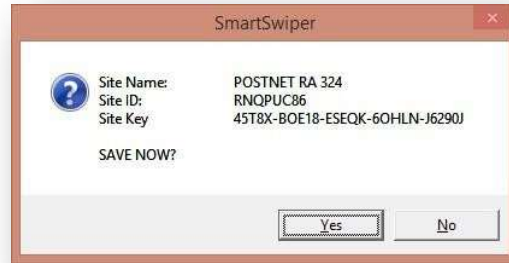 SmartSwiper
Site Name: POSTNET RA 324
Site ID: RNQPUC86
Site Key 45T8X-BOE18-ESEQK-6OHLN-J6290J
SAVE NOW?
Yes No